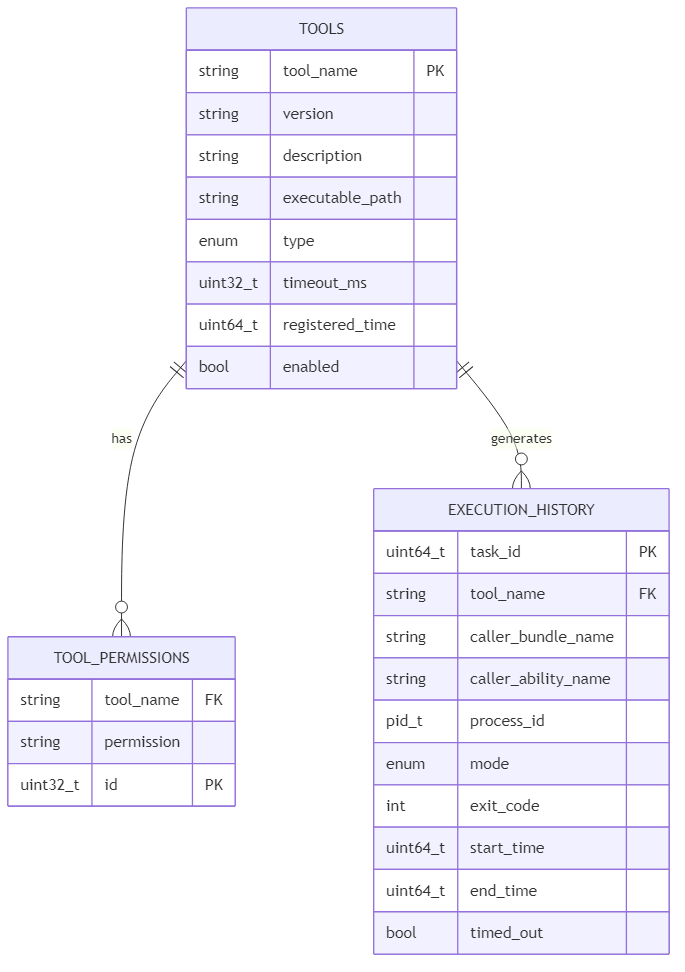 TOOLS
string tool_name PK
string version
string description
string executable_path
enum type
uint32_t timeout_ms
uint64_t registered_time
bool enabled
has
generates
EXECUTION_HISTORY
uint64_t task_id PK
string tool_name FK
string caller_bundle_name
string caller_ability_name
pid_t process_id
enum mode
int exit_code
uint64_t start_time
uint64_t end_time
bool timed_out
TOOL_PERMISSIONS
string tool_name FK
string permission
uint32_t id PK